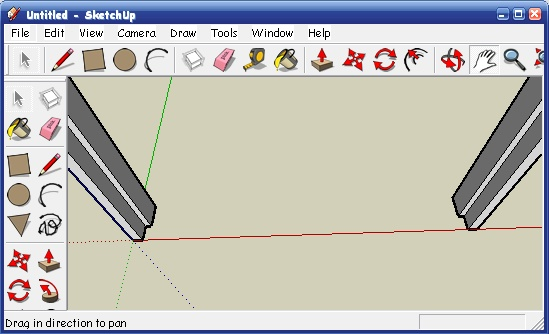 Untitled - SketchUp
File Edit View Camera Draw Tools Window Help
Drag in direction to pan